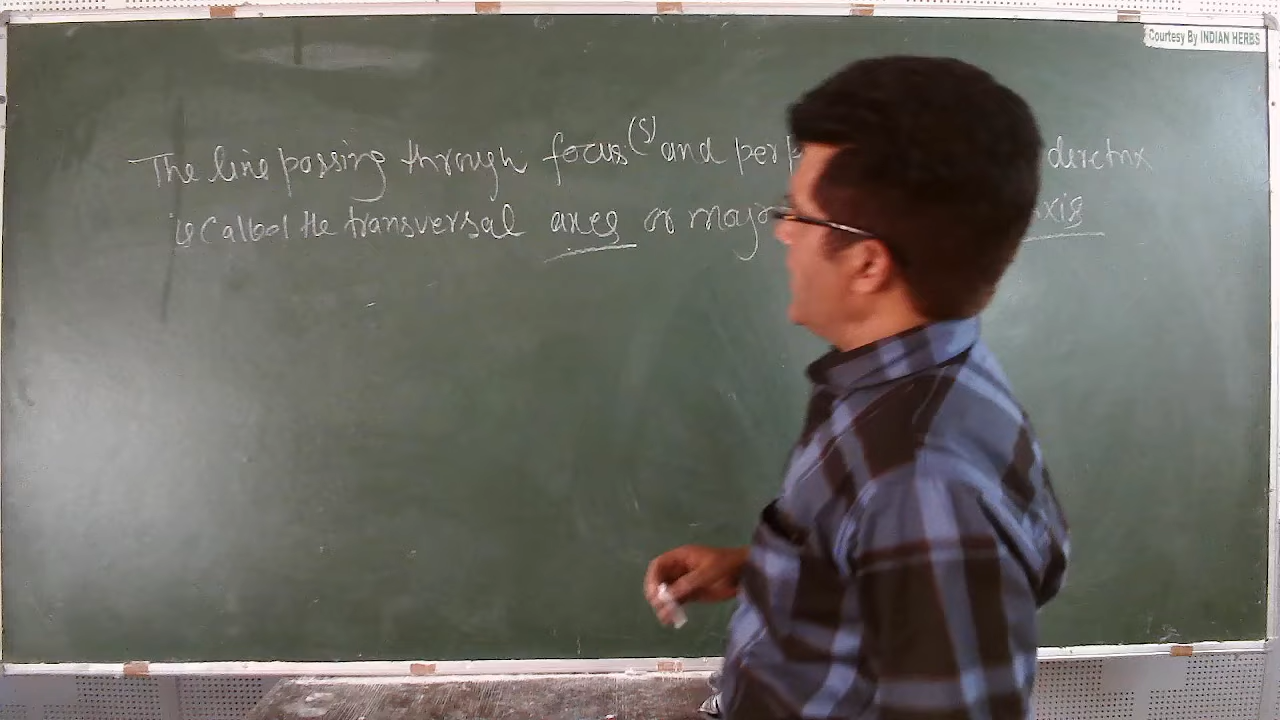 Courtesy By INDIAN HERBS
The line passing through focus (S) and perp derctrix
is called the transversal axes or major axis